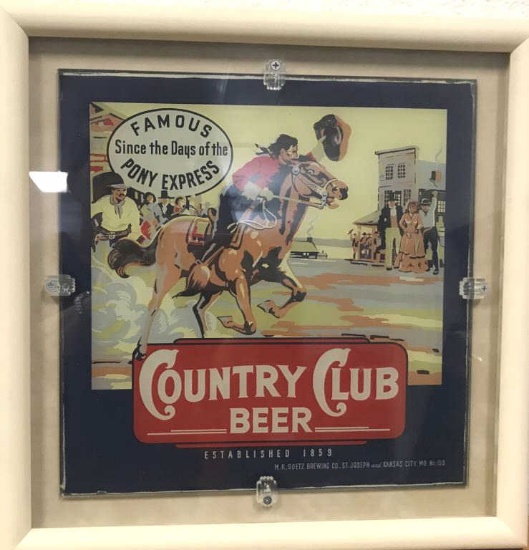 FAMOUS
Since the Days of the
PONY EXPRESS
COUNTRY CLUB
BEER
ESTABLISHED 1859
M.K. GOETZ BREWING CO. ST. JOSEPH and KANSAS CITY, MO.